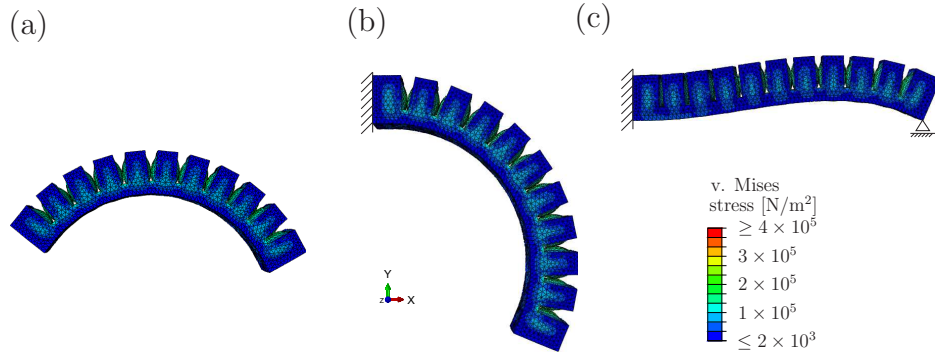 (a)
(b)
(c)
Y
Z
X
v. Mises
stress [N/m²]
≥ 4 × 10⁵
3 × 10⁵
2 × 10⁵
1 × 10⁵
≤ 2 × 10³